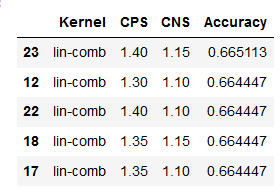 Kernel CPS CNS Accuracy
23 lin-comb 1.40 1.15 0.665113
12 lin-comb 1.30 1.10 0.664447
22 lin-comb 1.40 1.10 0.664447
18 lin-comb 1.35 1.15 0.664447
17 lin-comb 1.35 1.10 0.664447